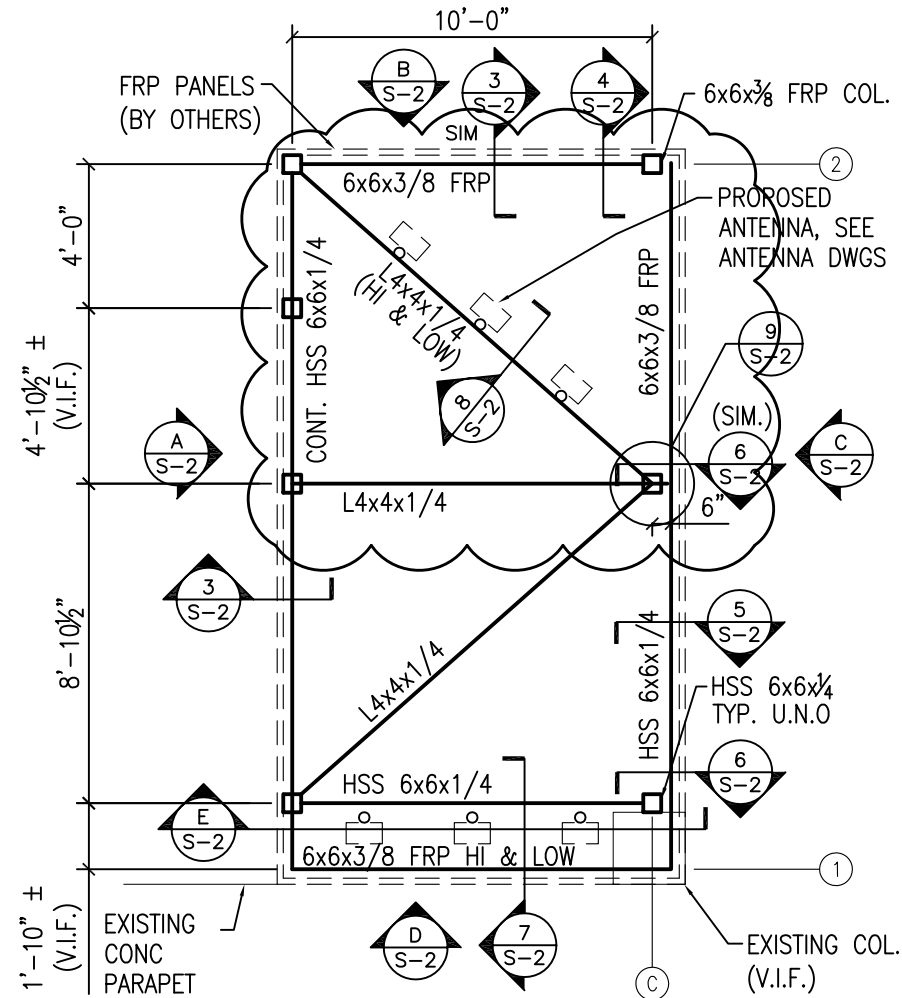 10'-0"
FRP PANELS
(BY OTHERS)
B
S-2
SIM
3
S-2
4
S-2
6x6x3/8 FRP COL.
2
6x6x3/8 FRP
PROPOSED
ANTENNA, SEE
ANTENNA DWGS
4'-0"
L4x4x1/4
(HI & LOW)
CONT. HSS 6x6x1/4
6x6x3/8 FRP
9
S-2
4'-10½" ±
(V.I.F.)
8
S-2
(SIM.)
A
S-2
6
S-2
C
S-2
L4x4x1/4
6"
3
S-2
8'-10½"
L4x4x1/4
HSS 6x6x1/4
5
S-2
HSS 6x6x¼
TYP. U.N.O
HSS 6x6x1/4
6
S-2
E
S-2
6x6x3/8 FRP HI & LOW
1
1'-10" ±
(V.I.F.)
EXISTING
CONC
PARAPET
D
S-2
7
S-2
EXISTING COL.
(V.I.F.)
C